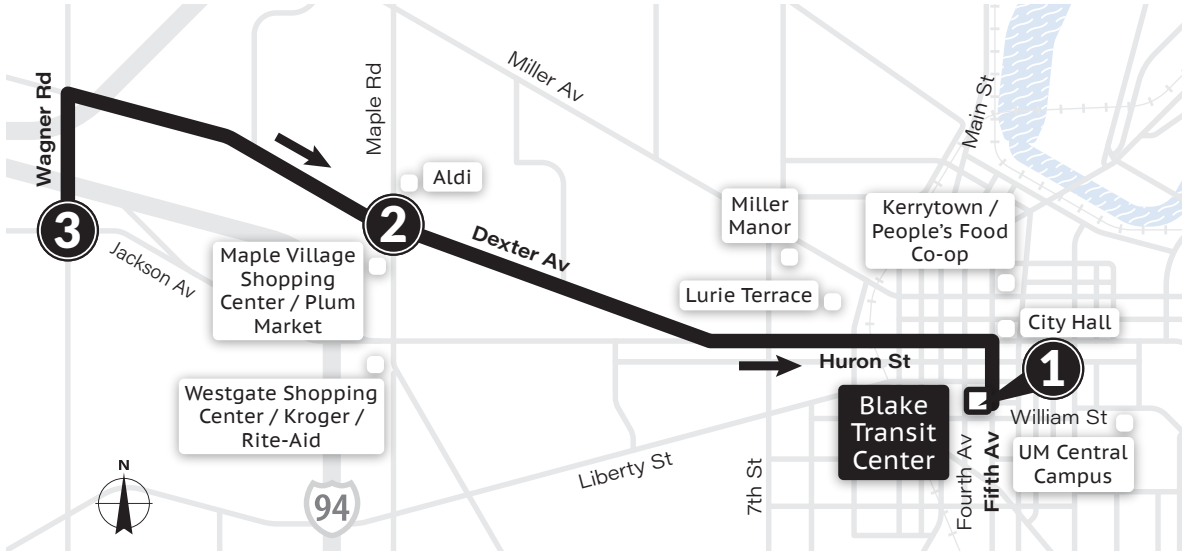 Wagner Rd
3
Jackson Av
Maple Rd
Miller Av
Aldi
2
Dexter Av
Maple Village
Shopping
Center / Plum
Market
Westgate Shopping
Center / Kroger /
Rite-Aid
Main St
Miller
Manor
Kerrytown /
People's Food
Co-op
Lurie Terrace
City Hall
Huron St
1
Blake
Transit
Center
William St
UM Central
Campus
Liberty St
7th St
Fourth Av
Fifth Av
N
94